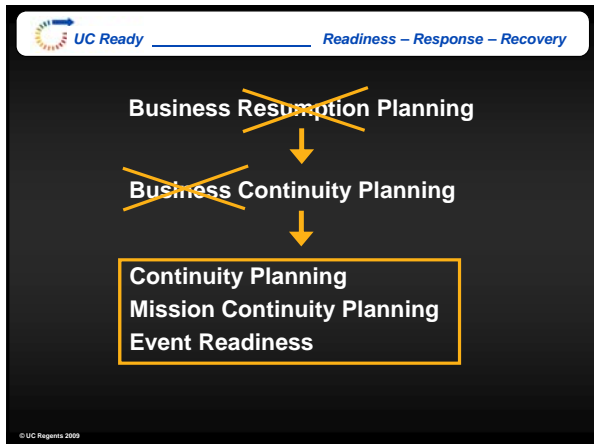 UC Ready ____________________ Readiness – Response – Recovery
Business Resumption Planning
Business Continuity Planning
Continuity Planning
Mission Continuity Planning
Event Readiness
© UC Regents 2009